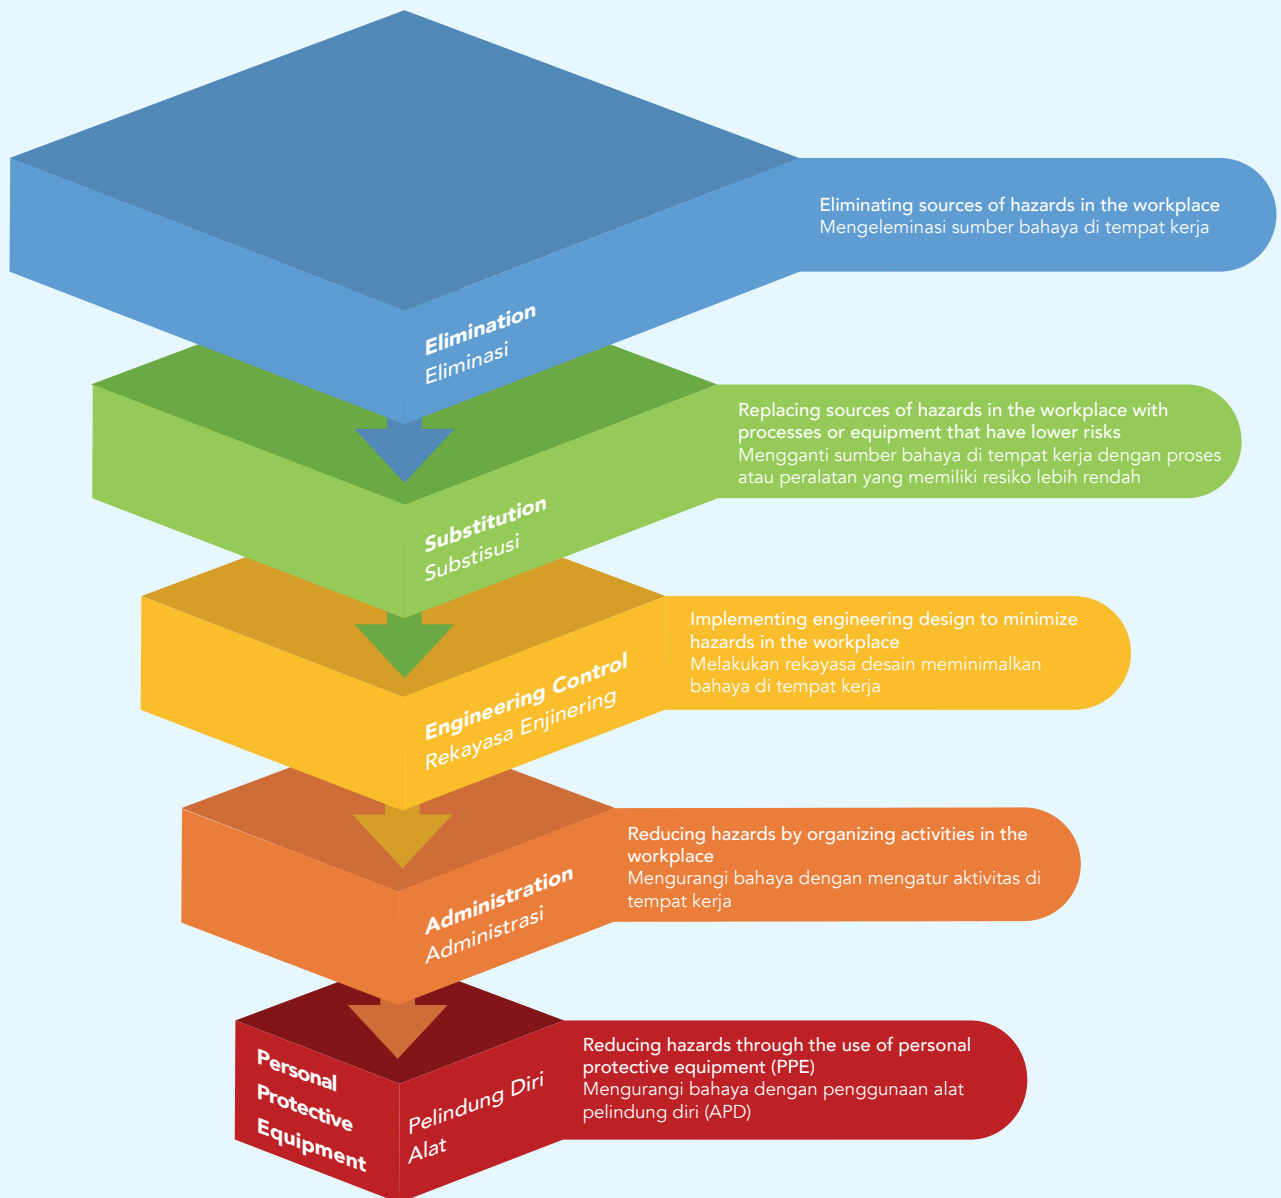 Eliminating sources of hazards in the workplace
Mengeleminasi sumber bahaya di tempat kerja
Elimination
Eliminasi
Replacing sources of hazards in the workplace with
processes or equipment that have lower risks
Mengganti sumber bahaya di tempat kerja dengan proses
atau peralatan yang memiliki resiko lebih rendah
Substitution
Substisusi
Implementing engineering design to minimize
hazards in the workplace
Melakukan rekayasa desain meminimalkan
bahaya di tempat kerja
Engineering Control
Rekayasa Enjinering
Reducing hazards by organizing activities in the
workplace
Mengurangi bahaya dengan mengatur aktivitas di
tempat kerja
Administration
Administrasi
Reducing hazards through the use of personal
protective equipment (PPE)
Mengurangi bahaya dengan penggunaan alat
pelindung diri (APD)
Personal
Protective
Equipment
Pelindung Diri
Alat